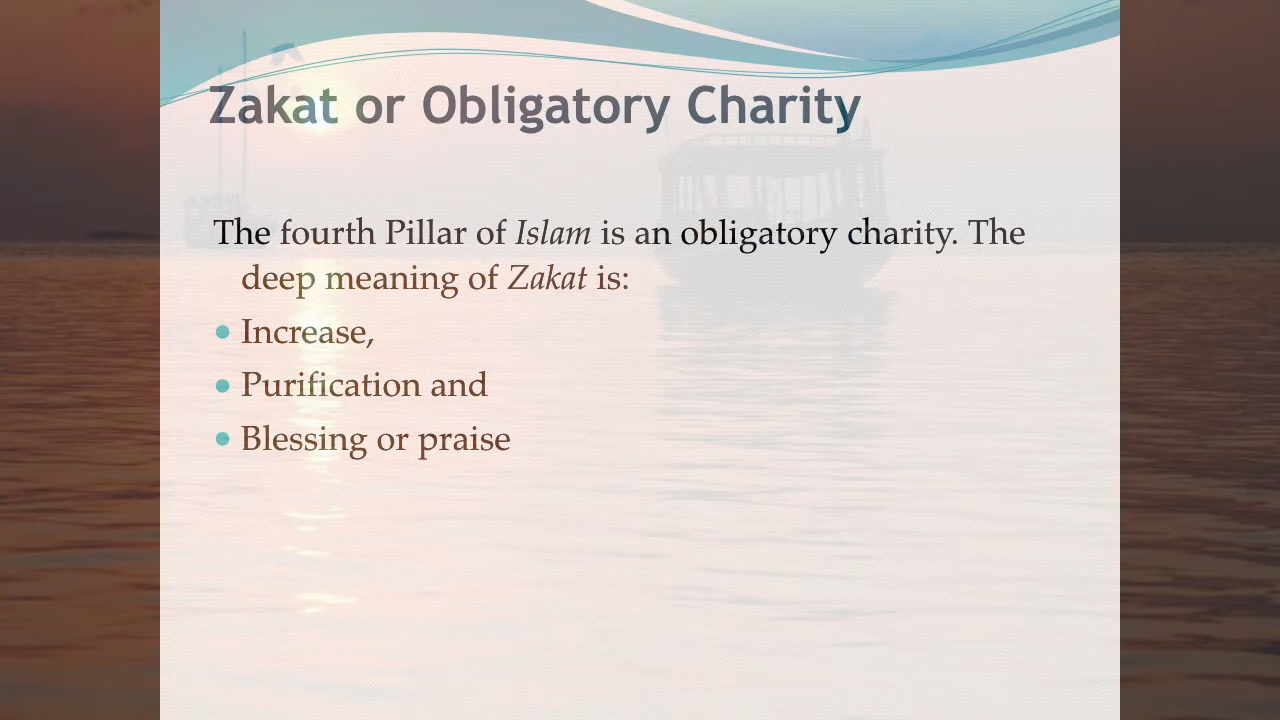 Zakat or Obligatory Charity
The fourth Pillar of Islam is an obligatory charity. The
deep meaning of Zakat is:
• Increase,
• Purification and
• Blessing or praise